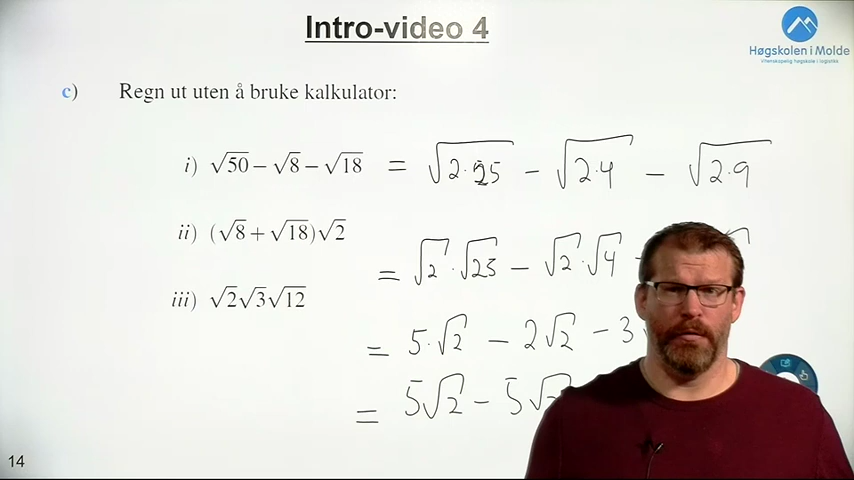 Intro-video 4
Høgskolen i Molde
Vitenskapelig høgskole i logistikk
c) Regn ut uten å bruke kalkulator:
i) √50 − √8 − √18 = √2·25 − √2·4 − √2·9
ii) (√8 + √18)√2
= √2·√25 − √2·√4 −
iii) √2√3√12
= 5·√2 − 2√2 − 3
= 5√2 − 5√2
14